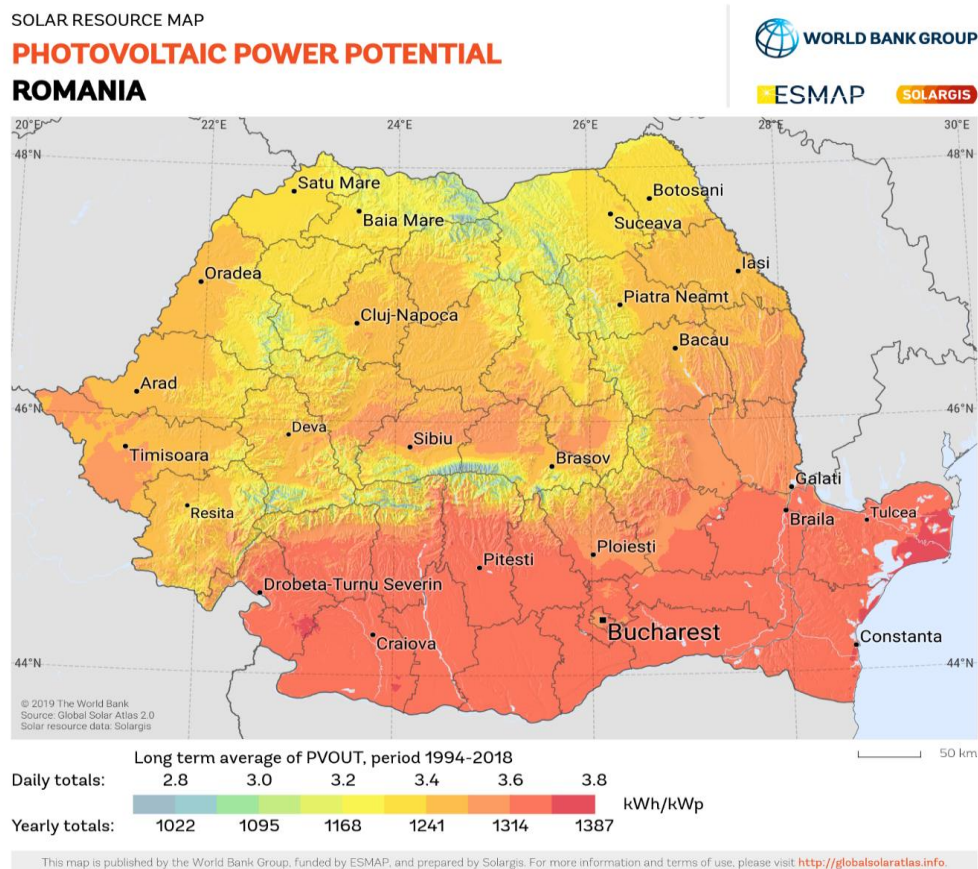 SOLAR RESOURCE MAP
PHOTOVOLTAIC POWER POTENTIAL
ROMANIA
WORLD BANK GROUP
ESMAP
SOLARGIS
20°E 22°E 24°E 26°E 28°E 30°E
48°N 48°N
Satu Mare
Botosani
Baia Mare
Suceava
Iasi
Oradea
Piatra Neamt
Cluj-Napoca
Bacau
Arad
46°N 46°N
Deva
Sibiu
Timisoara
Brasov
Galati
Resita
Braila
Tulcea
Ploiesti
Pitesti
Drobeta-Turnu Severin
Bucharest
Craiova
Constanta
44°N 44°N
© 2019 The World Bank
Source: Global Solar Atlas 2.0
Solar resource data: Solargis
50 km
Long term average of PVOUT, period 1994-2018
Daily totals: 2.8 3.0 3.2 3.4 3.6 3.8
kWh/kWp
Yearly totals: 1022 1095 1168 1241 1314 1387
This map is published by the World Bank Group, funded by ESMAP, and prepared by Solargis. For more information and terms of use, please visit http://globalsolaratlas.info.